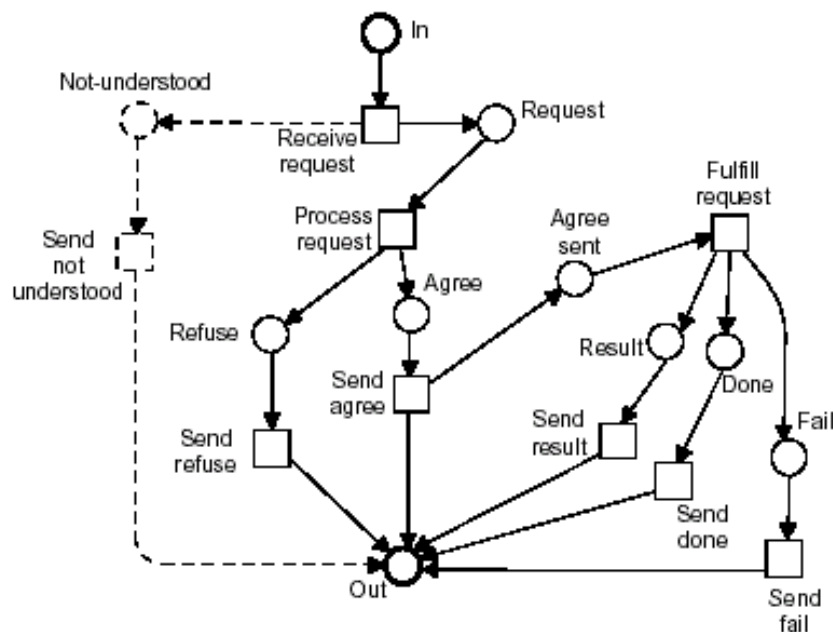 In
Not-understood
Request
Receive
request
Fulfill
request
Process
request
Agree
sent
Send
not
understood
Agree
Refuse
Result
Done
Send
agree
Send
result
Send
refuse
Fail
Send
done
Out
Send
fail